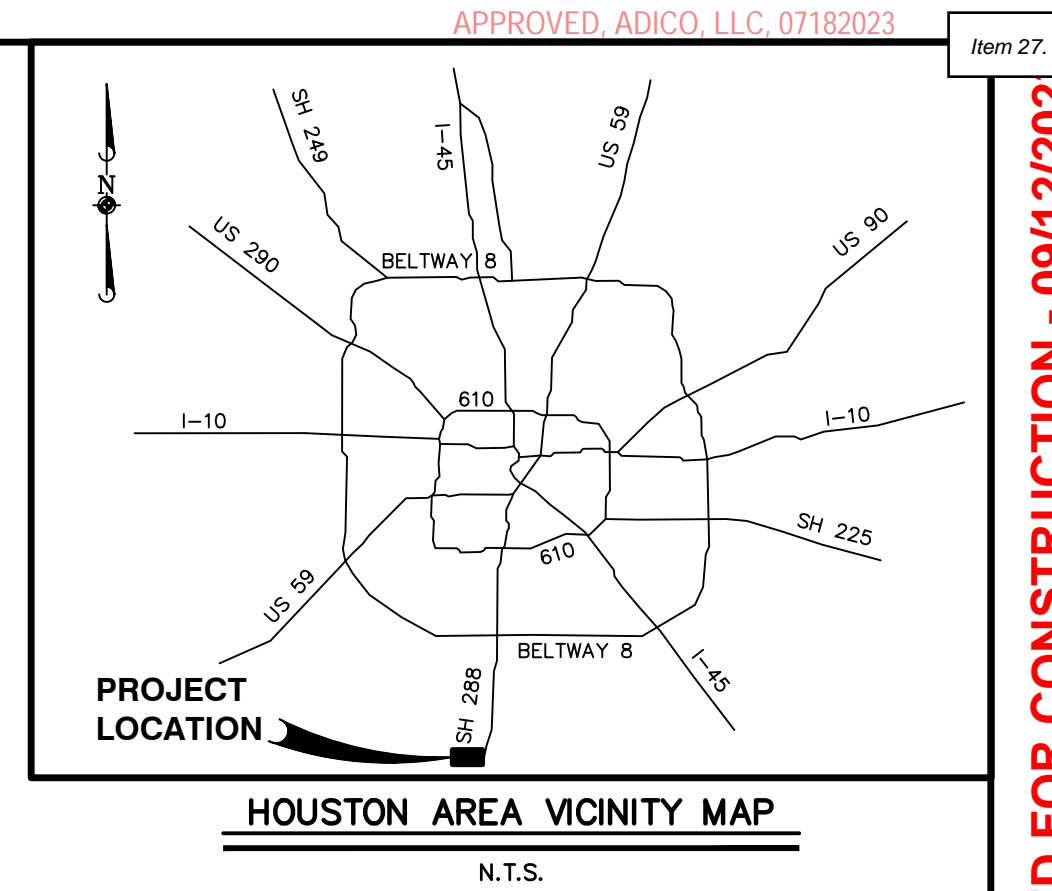 APPROVED, ADICO, LLC, 07182023
Item 27.
SH 249
I-45
US 59
N
US 290
BELTWAY 8
US 90
610
I-10
I-10
SH 225
610
US 59
BELTWAY 8
I-45
SH 288
PROJECT
LOCATION
HOUSTON AREA VICINITY MAP
N.T.S.
FOR CONSTRUCTION - 09/12/202